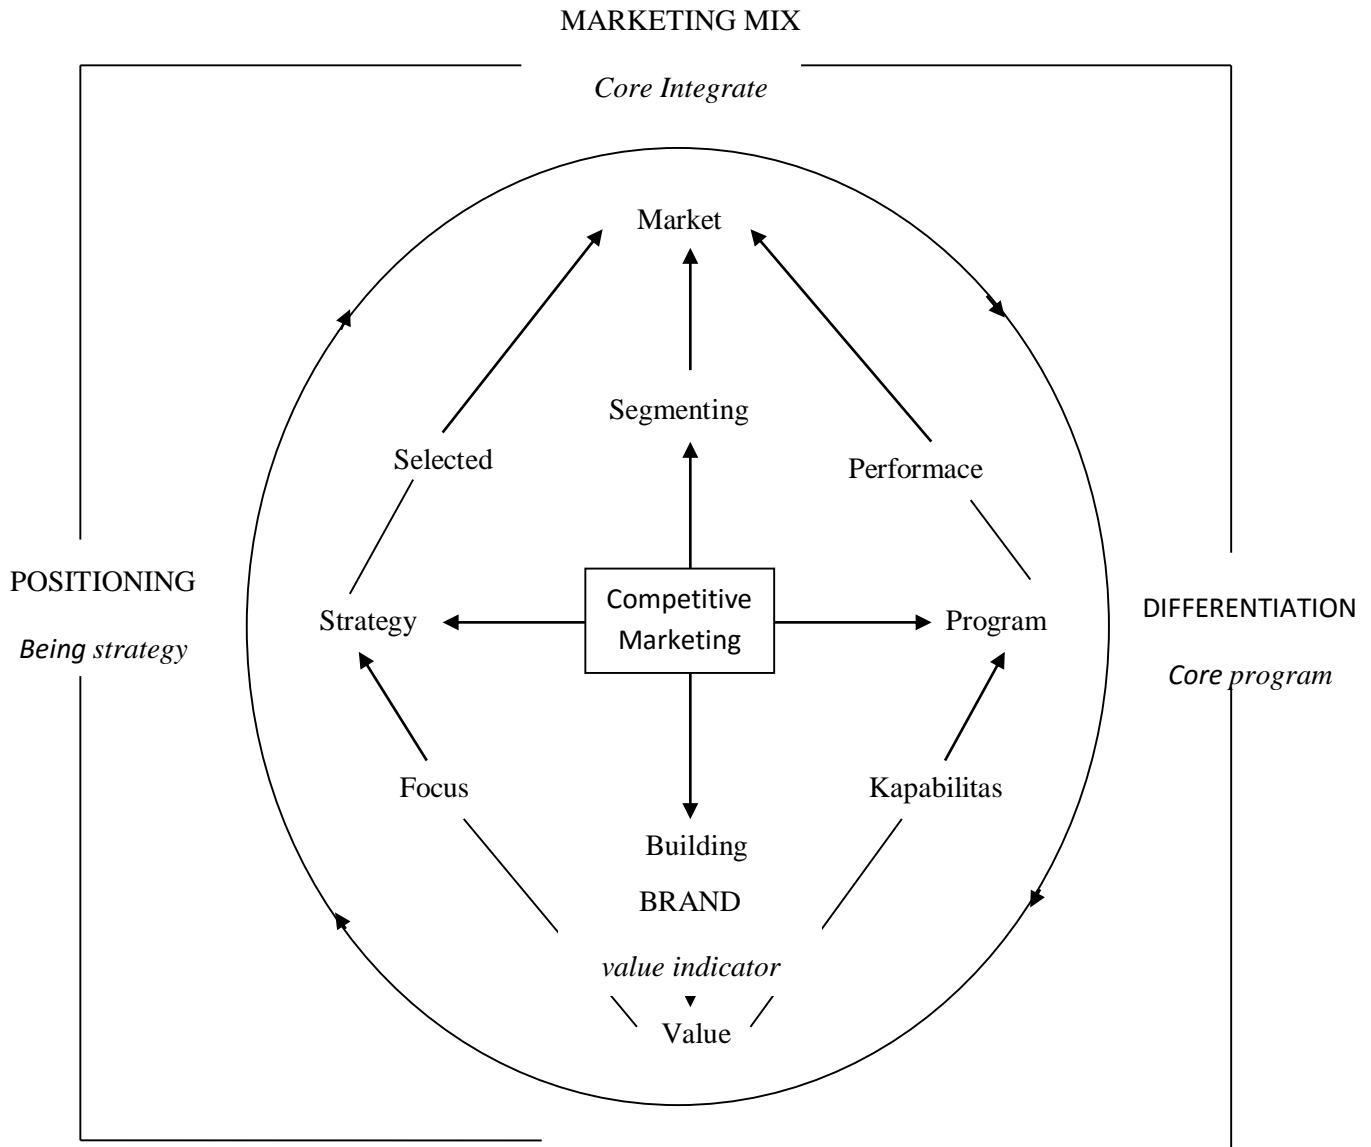 MARKETING MIX
Core Integrate
Market
Segmenting
Selected
Performace
POSITIONING
Being strategy
Strategy
Competitive
Marketing
Program
DIFFERENTIATION
Core program
Focus
Kapabilitas
Building
BRAND
value indicator
Value